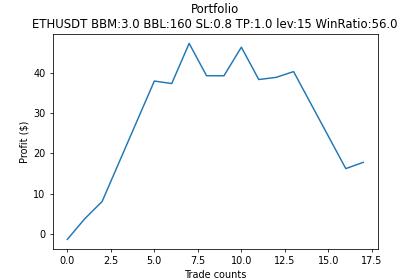 Portfolio
ETHUSDT BBM:3.0 BBL:160 SL:0.8 TP:1.0 lev:15 WinRatio:56.0
40
30
20
10
0
Profit ($)
0.0 2.5 5.0 7.5 10.0 12.5 15.0 17.5
Trade counts